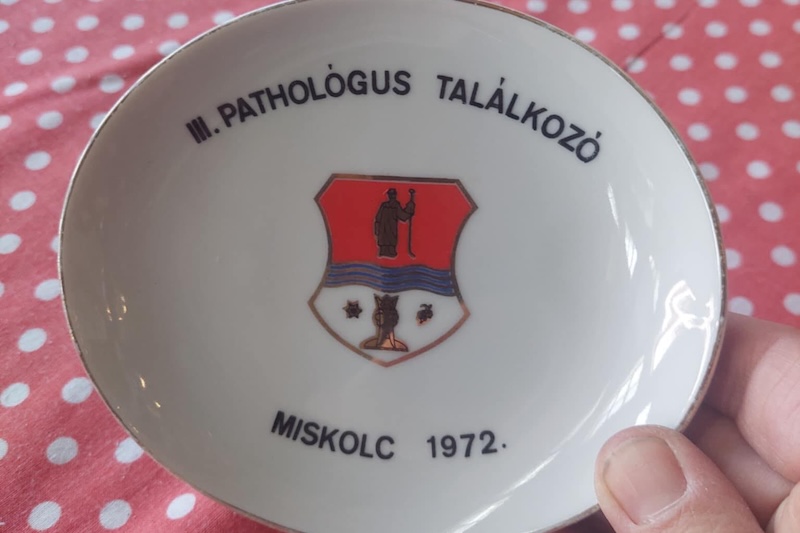 III. PATHOLÓGUS TALÁLKOZÓ
MISKOLC 1972.